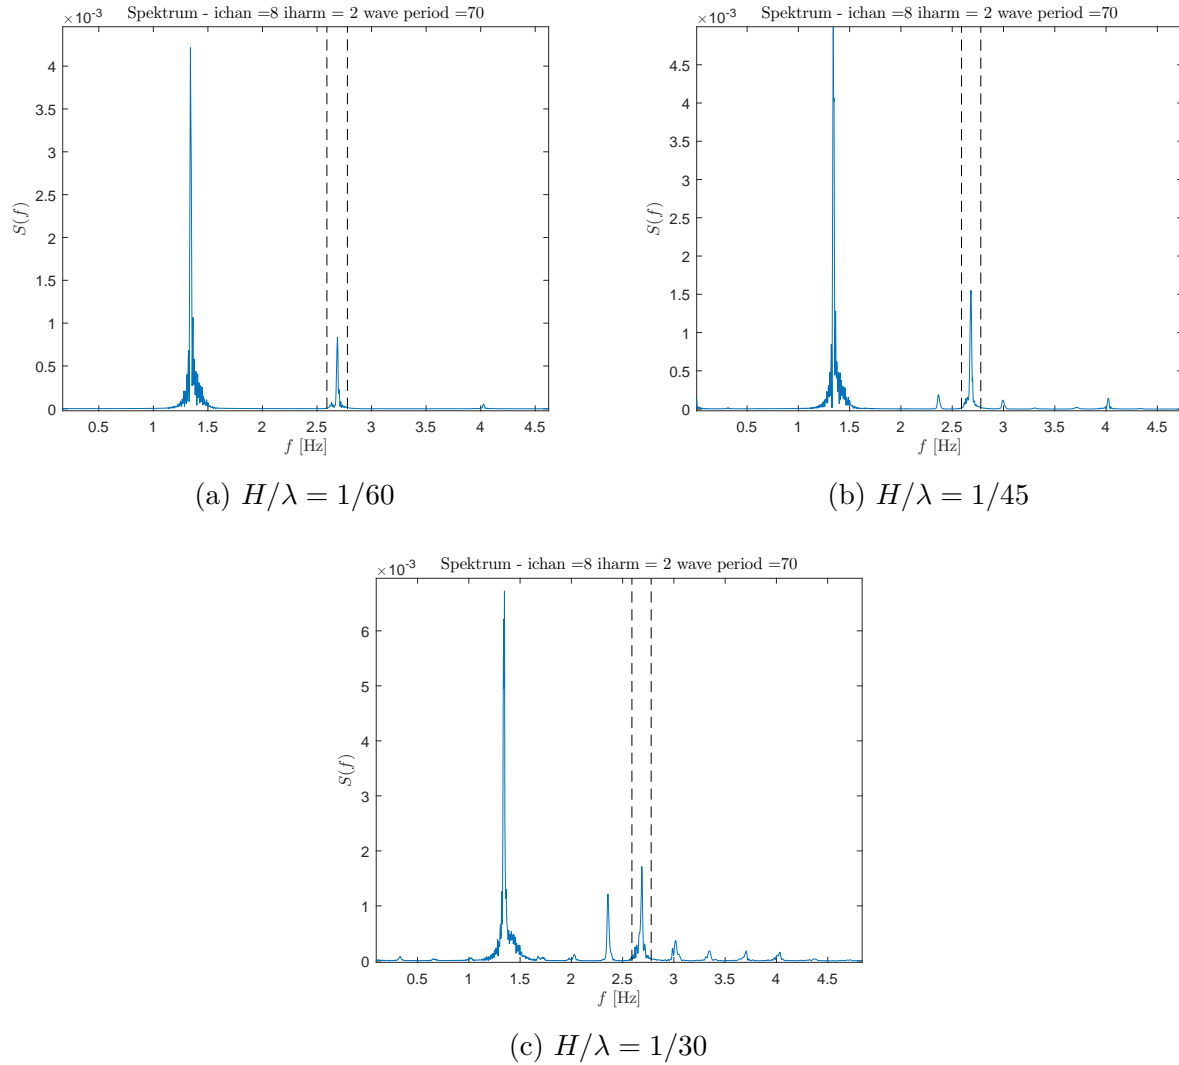 Spektrum - ichan =8 iharm = 2 wave period =70
×10-3
4
3.5
3
2.5
2
1.5
1
0.5
0
S(f)
0.5 1 1.5 2 2.5 3 3.5 4 4.5
f [Hz]
(a) H/λ = 1/60
Spektrum - ichan =8 iharm = 2 wave period =70
×10-3
4.5
4
3.5
3
2.5
2
1.5
1
0.5
0
S(f)
0.5 1 1.5 2 2.5 3 3.5 4 4.5
f [Hz]
(b) H/λ = 1/45
Spektrum - ichan =8 iharm = 2 wave period =70
×10-3
6
5
4
3
2
1
0
S(f)
0.5 1 1.5 2 2.5 3 3.5 4 4.5
f [Hz]
(c) H/λ = 1/30